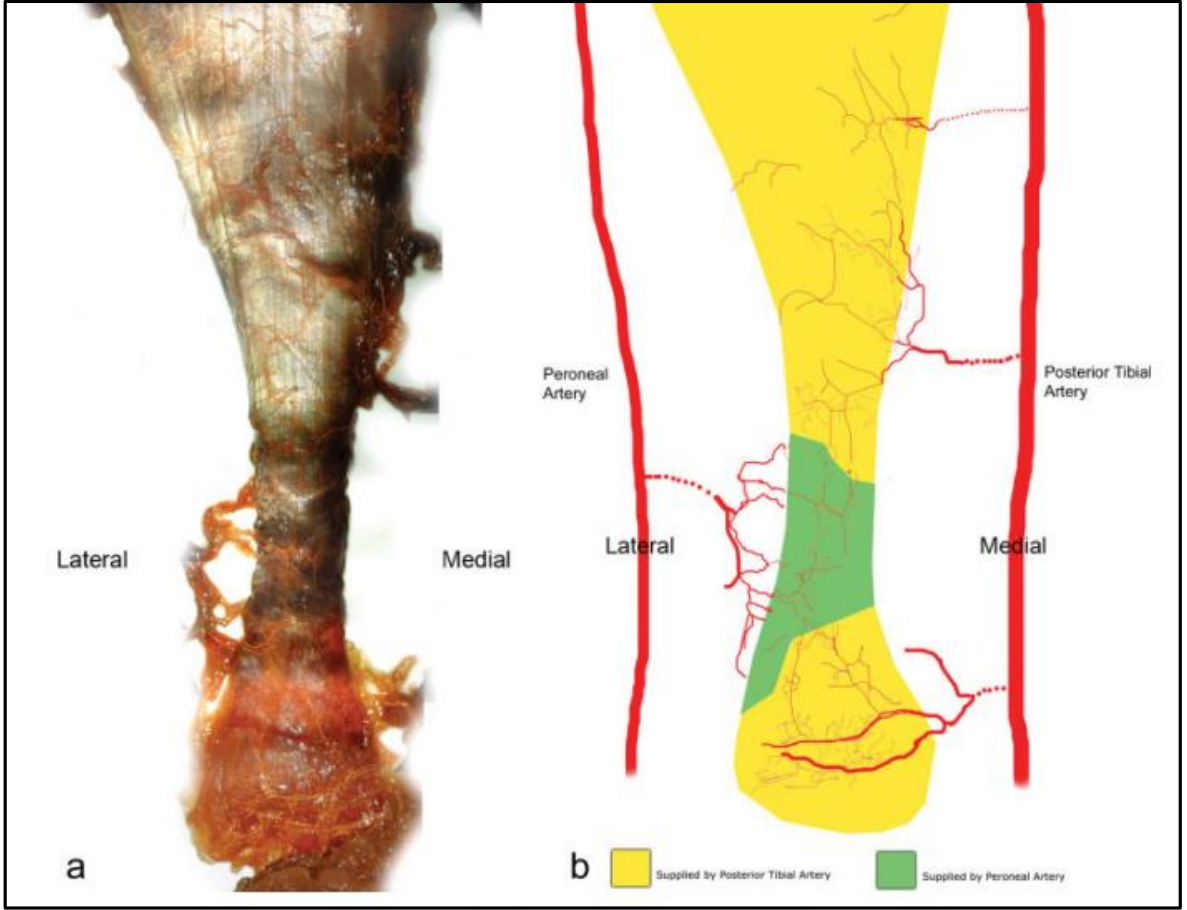 Peroneal
Artery
Posterior Tibial
Artery
Lateral
Medial
Lateral
Medial
a
b
Supplied by Posterior Tibial Artery
Supplied by Peroneal Artery